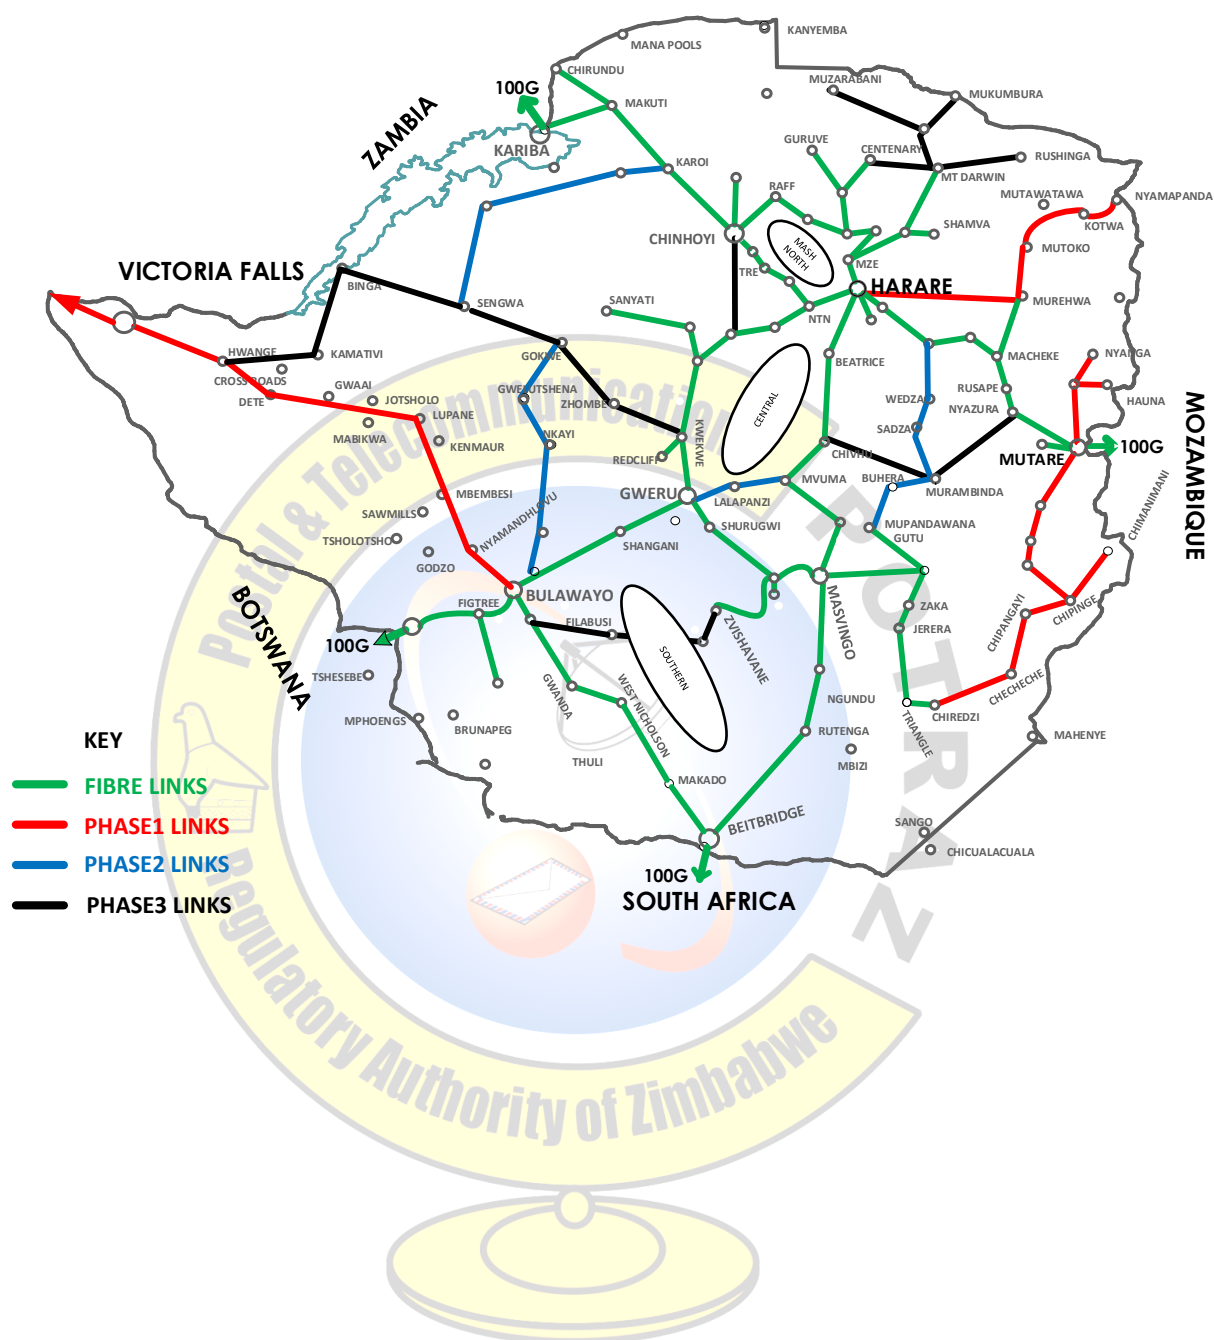 KANYEMBA
MANA POOLS
CHIRUNDU
MUZARABANI
100G
MUKUMBURA
MAKUTI
ZAMBIA
GURUVE
CENTENARY
KARIBA
RUSHINGA
KAROI
MT DARWIN
RAFF
MUTAWATAWA
NYAMAPANDA
KOTWA
SHAMVA
CHINHOYI
MASH
NORTH
MUTOKO
MZE
VICTORIA FALLS
TRE
BINGA
HARARE
SENGWA
SANYATI
MUREHWA
NTN
HWANGE
KAMATIVI
GOKWE
BEATRICE
MACHEKE
NYANGA
CROSS ROADS
GWAAI
GWELUTSHENA
RUSAPE
DETE
JOTSHOLO
ZHOMBE
CENTRAL
WEDZA
NYAZURA
HAUNA
LUPANE
MABIKWA
NKAYI
KWEKWE
SADZA
KENMAUR
CHIVHU
MUTARE
100G
MOZAMBIQUE
REDCLIFF
MVUMA
BUHERA
MURAMBINDA
MBEMBESI
GWERU
LALAPANZI
CHIMANIMANI
SAWMILLS
NYAMANDHLOVU
SHURUGWI
MUPANDAWANA
GUTU
TSHOLOTSHO
SHANGANI
GODZO
BULAWAYO
BOTSWANA
FIGTREE
FILABUSI
ZVISHAVANE
MASVINGO
ZAKA
CHIPANGAYI
CHIPINGE
JERERA
100G
SOUTHERN
TSHESEBE
GWANDA
WEST NICHOLSON
NGUNDU
TRIANGLE
CHIREDZI
CHECHECHE
MPHOENGS
BRUNAPEG
RUTENGA
MAHENYE
THULI
MBIZI
MAKADO
BEITBRIDGE
SANGO
CHICUALACUALA
100G
SOUTH AFRICA
KEY
FIBRE LINKS
PHASE1 LINKS
PHASE2 LINKS
PHASE3 LINKS
Postal & Telecommunication
Regulatory Authority of Zimbabwe
POTRAZ